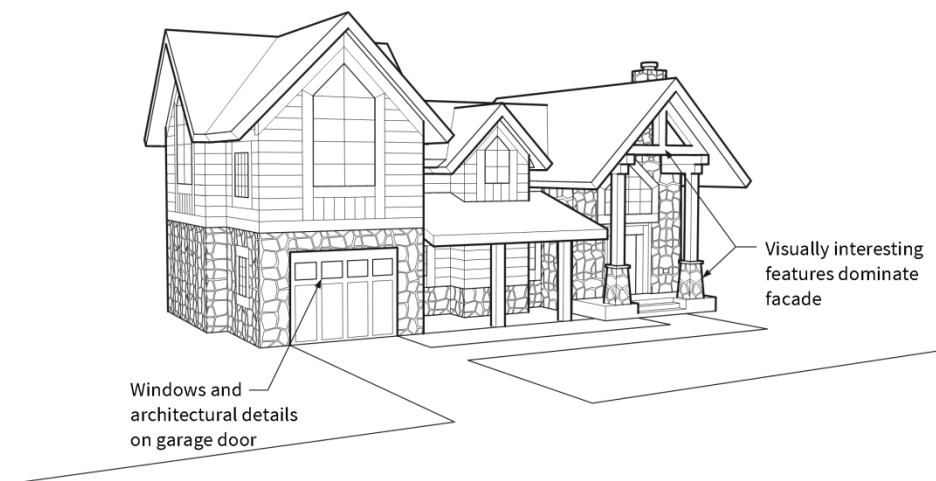 Visually interesting
features dominate
facade
Windows and
architectural details
on garage door